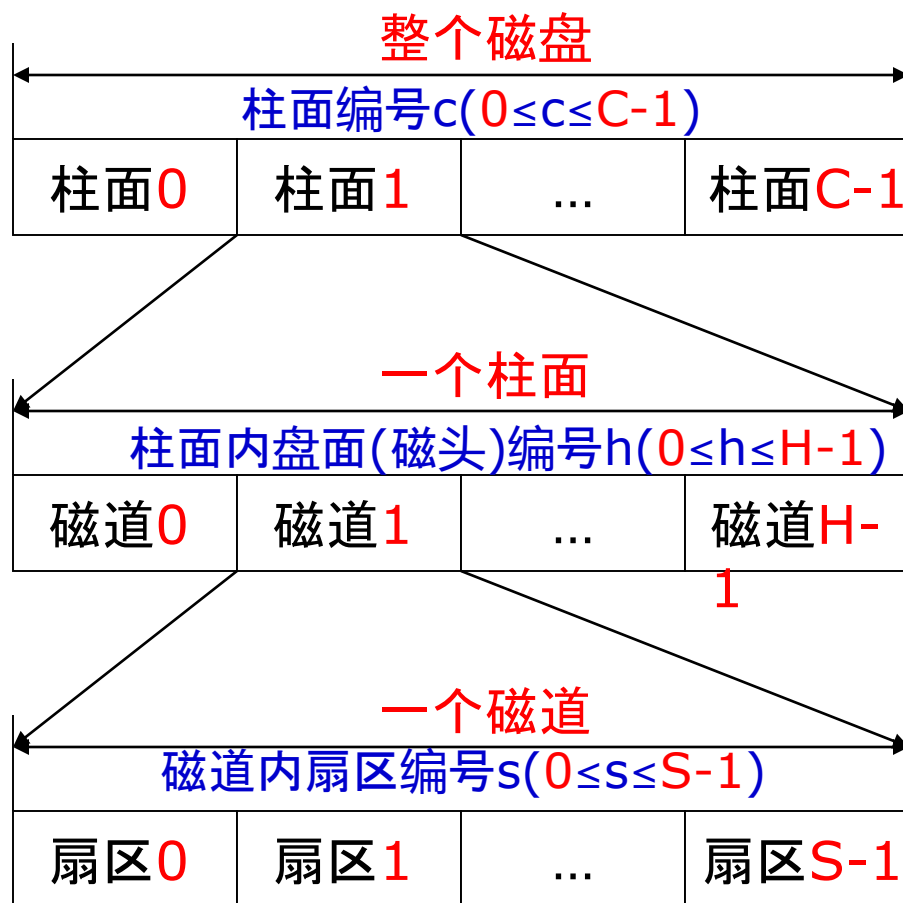 整个磁盘
柱面编号c(0≤c≤C-1)
柱面0 柱面1 ... 柱面C-1
一个柱面
柱面内盘面(磁头)编号h(0≤h≤H-1)
磁道0 磁道1 ... 磁道H-
1
一个磁道
磁道内扇区编号s(0≤s≤S-1)
扇区0 扇区1 ... 扇区S-1